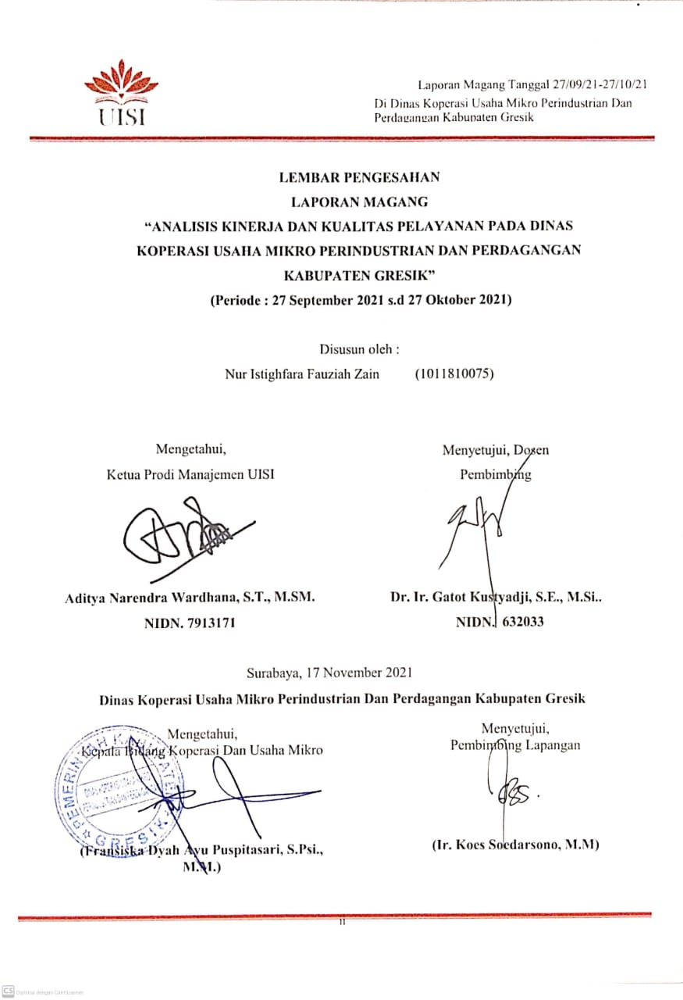 UISI
Laporan Magang Tanggal 27/09/21-27/10/21
Di Dinas Koperasi Usaha Mikro Perindustrian Dan
Perdagangan Kabupaten Gresik
LEMBAR PENGESAHAN
LAPORAN MAGANG
“ANALISIS KINERJA DAN KUALITAS PELAYANAN PADA DINAS
KOPERASI USAHA MIKRO PERINDUSTRIAN DAN PERDAGANGAN
KABUPATEN GRESIK”
(Periode : 27 September 2021 s.d 27 Oktober 2021)
Disusun oleh :
Nur Istighfara Fauziah Zain (1011810075)
Mengetahui,
Ketua Prodi Manajemen UISI
Aditya Narendra Wardhana, S.T., M.SM.
NIDN. 7913171
Menyetujui, Dosen
Pembimbing
Dr. Ir. Gatot Kustyadji, S.E., M.Si..
NIDN. 632033
Surabaya, 17 November 2021
Dinas Koperasi Usaha Mikro Perindustrian Dan Perdagangan Kabupaten Gresik
Mengetahui,
Kepala Bidang Koperasi Dan Usaha Mikro
PEMERINTAH KABUPATEN
GRESIK
(Fransiska Dyah Ayu Puspitasari, S.Psi.,
M.M.)
Menyetujui,
Pembimbing Lapangan
(Ir. Koes Soedarsono, M.M)
II
CS Dipindai dengan CamScanner